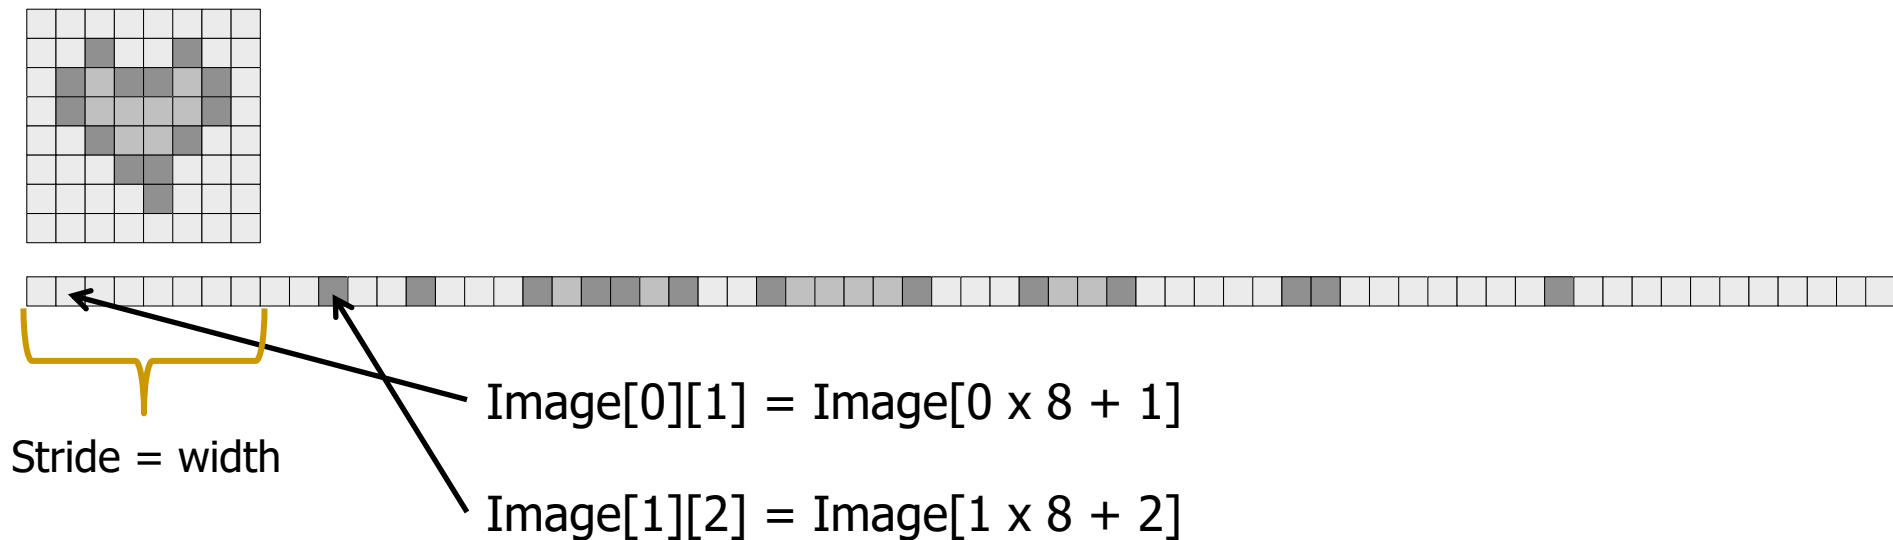 Image[0][1] = Image[0 x 8 + 1]
Stride = width
Image[1][2] = Image[1 x 8 + 2]